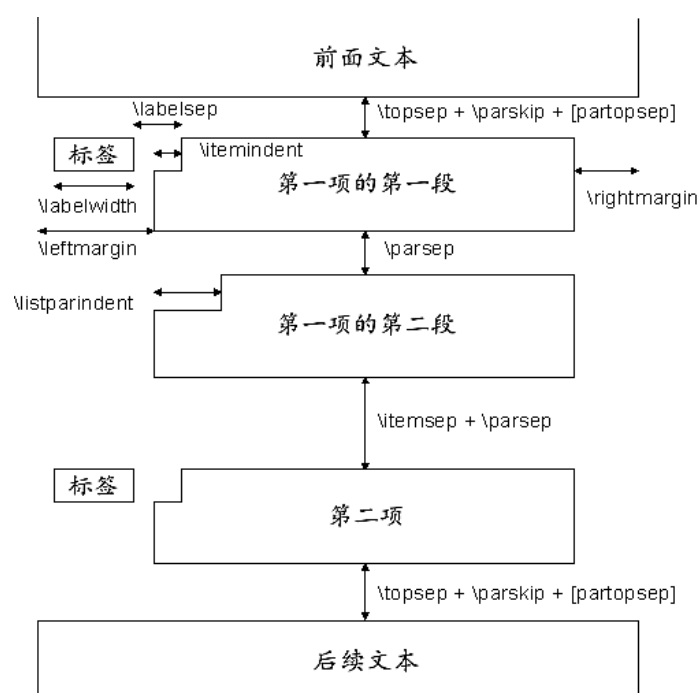 前面文本
\labelsep
\topsep + \parskip + [partopsep]
标签
\itemindent
第一项的第一段
\labelwidth
\rightmargin
\leftmargin
\parsep
\listparindent
第一项的第二段
\itemsep + \parsep
标签
第二项
\topsep + \parskip + [partopsep]
后续文本